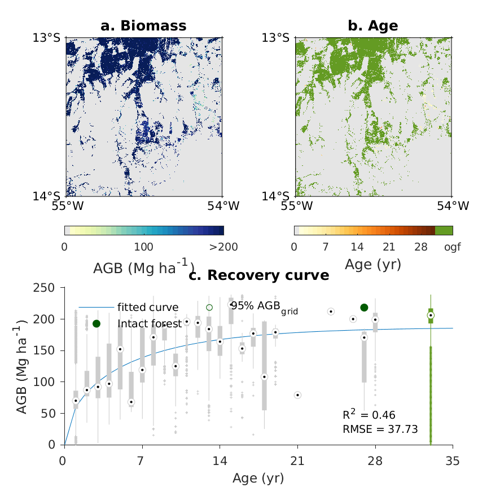 a. Biomass
b. Age
13°S
14°S
55°W
54°W
13°S
14°S
55°W
54°W
0 100 >200
AGB (Mg ha⁻¹)
0 7 14 21 28 ogf
Age (yr)
c. Recovery curve
250
200
150
100
50
0
AGB (Mg ha⁻¹)
fitted curve
95% AGBgrid
Intact forest
R² = 0.46
RMSE = 37.73
0 7 14 21 28 35
Age (yr)